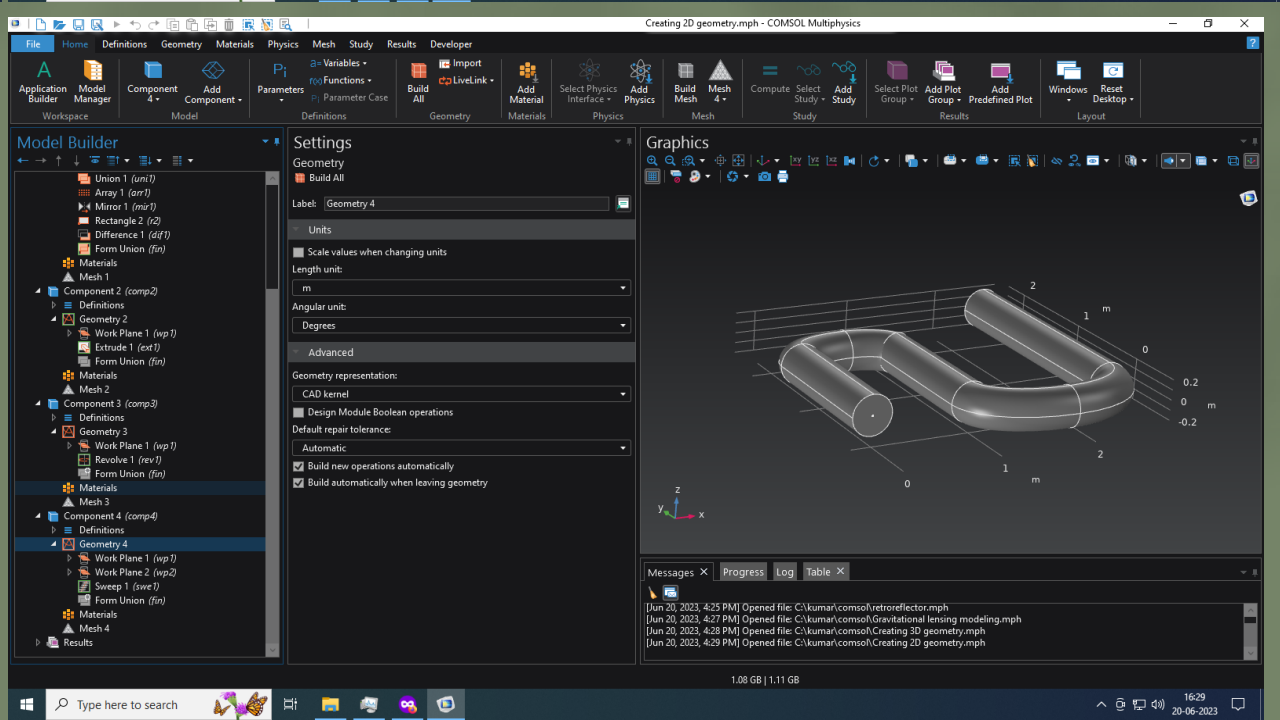 Creating 2D geometry.mph - COMSOL Multiphysics
File Home Definitions Geometry Materials Physics Mesh Study Results Developer
Application Builder
Model Manager
Workspace
Component 4
Add Component
Model
Parameters
a= Variables
f(x) Functions
Pi Parameter Case
Definitions
Build All
Import
LiveLink
Geometry
Add Material
Materials
Select Physics Interface
Add Physics
Physics
Build Mesh
Mesh 4
Mesh
Compute
Select Study
Add Study
Study
Select Plot Group
Add Plot Group
Add Predefined Plot
Results
Windows
Reset Desktop
Layout
Model Builder
Union 1 (uni1)
Array 1 (arr1)
Mirror 1 (mir1)
Rectangle 2 (r2)
Difference 1 (dif1)
Form Union (fin)
Materials
Mesh 1
Component 2 (comp2)
Definitions
Geometry 2
Work Plane 1 (wp1)
Extrude 1 (ext1)
Form Union (fin)
Materials
Mesh 2
Component 3 (comp3)
Definitions
Geometry 3
Work Plane 1 (wp1)
Revolve 1 (rev1)
Form Union (fin)
Materials
Mesh 3
Component 4 (comp4)
Definitions
Geometry 4
Work Plane 1 (wp1)
Work Plane 2 (wp2)
Sweep 1 (swe1)
Form Union (fin)
Materials
Mesh 4
Results
Settings
Geometry
Build All
Label: Geometry 4
Units
Scale values when changing units
Length unit:
m
Angular unit:
Degrees
Advanced
Geometry representation:
CAD kernel
Design Module Boolean operations
Default repair tolerance:
Automatic
Build new operations automatically
Build automatically when leaving geometry
Graphics
xy yz xz
2
1 m
0
0.2
0 m
-0.2
2
1 m
0
z
y x
Messages Progress Log Table
[Jun 20, 2023, 4:25 PM] Opened file: C:\kumar\comsol\retroreflector.mph
[Jun 20, 2023, 4:27 PM] Opened file: C:\kumar\comsol\Gravitational lensing modeling.mph
[Jun 20, 2023, 4:28 PM] Opened file: C:\kumar\comsol\Creating 3D geometry.mph
[Jun 20, 2023, 4:29 PM] Opened file: C:\kumar\comsol\Creating 2D geometry.mph
1.08 GB | 1.11 GB
Type here to search
16:29
20-06-2023